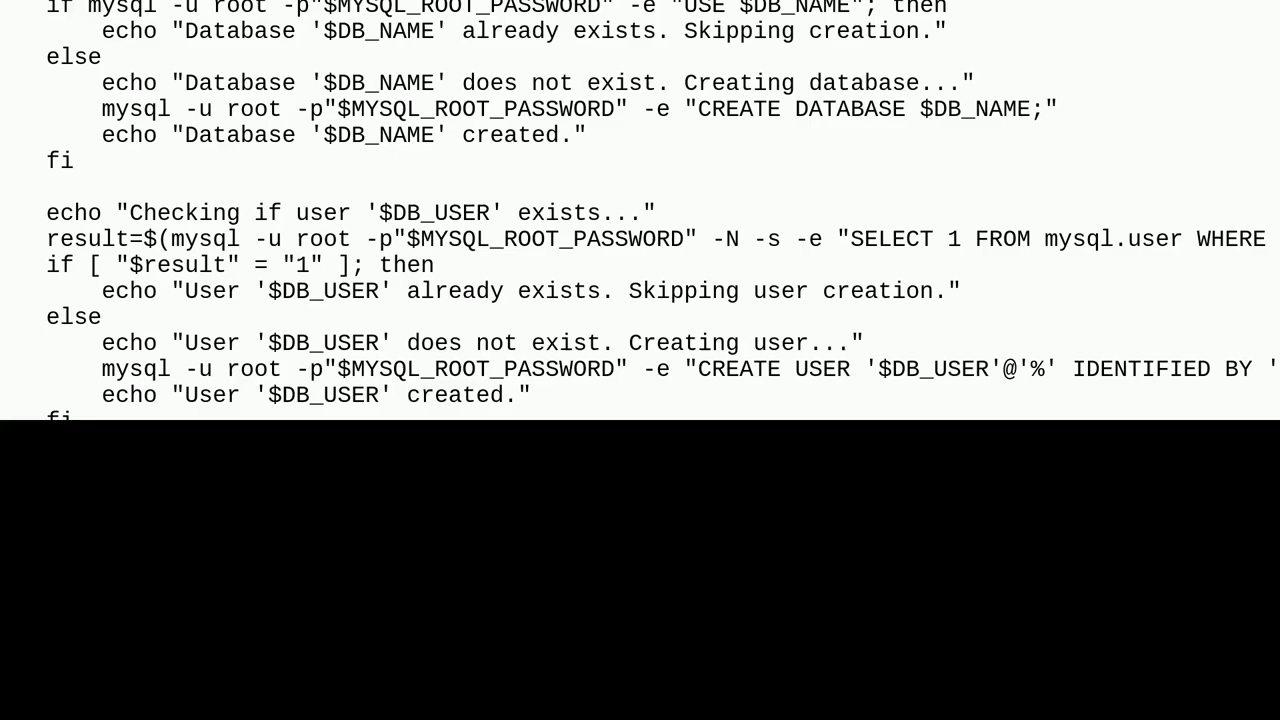 if mysql -u root -p"$MYSQL_ROOT_PASSWORD" -e "USE $DB_NAME"; then
    echo "Database '$DB_NAME' already exists. Skipping creation."
else
    echo "Database '$DB_NAME' does not exist. Creating database..."
    mysql -u root -p"$MYSQL_ROOT_PASSWORD" -e "CREATE DATABASE $DB_NAME;"
    echo "Database '$DB_NAME' created."
fi

echo "Checking if user '$DB_USER' exists..."
result=$(mysql -u root -p"$MYSQL_ROOT_PASSWORD" -N -s -e "SELECT 1 FROM mysql.user WHERE
if [ "$result" = "1" ]; then
    echo "User '$DB_USER' already exists. Skipping user creation."
else
    echo "User '$DB_USER' does not exist. Creating user..."
    mysql -u root -p"$MYSQL_ROOT_PASSWORD" -e "CREATE USER '$DB_USER'@'%' IDENTIFIED BY '
    echo "User '$DB_USER' created."
fi